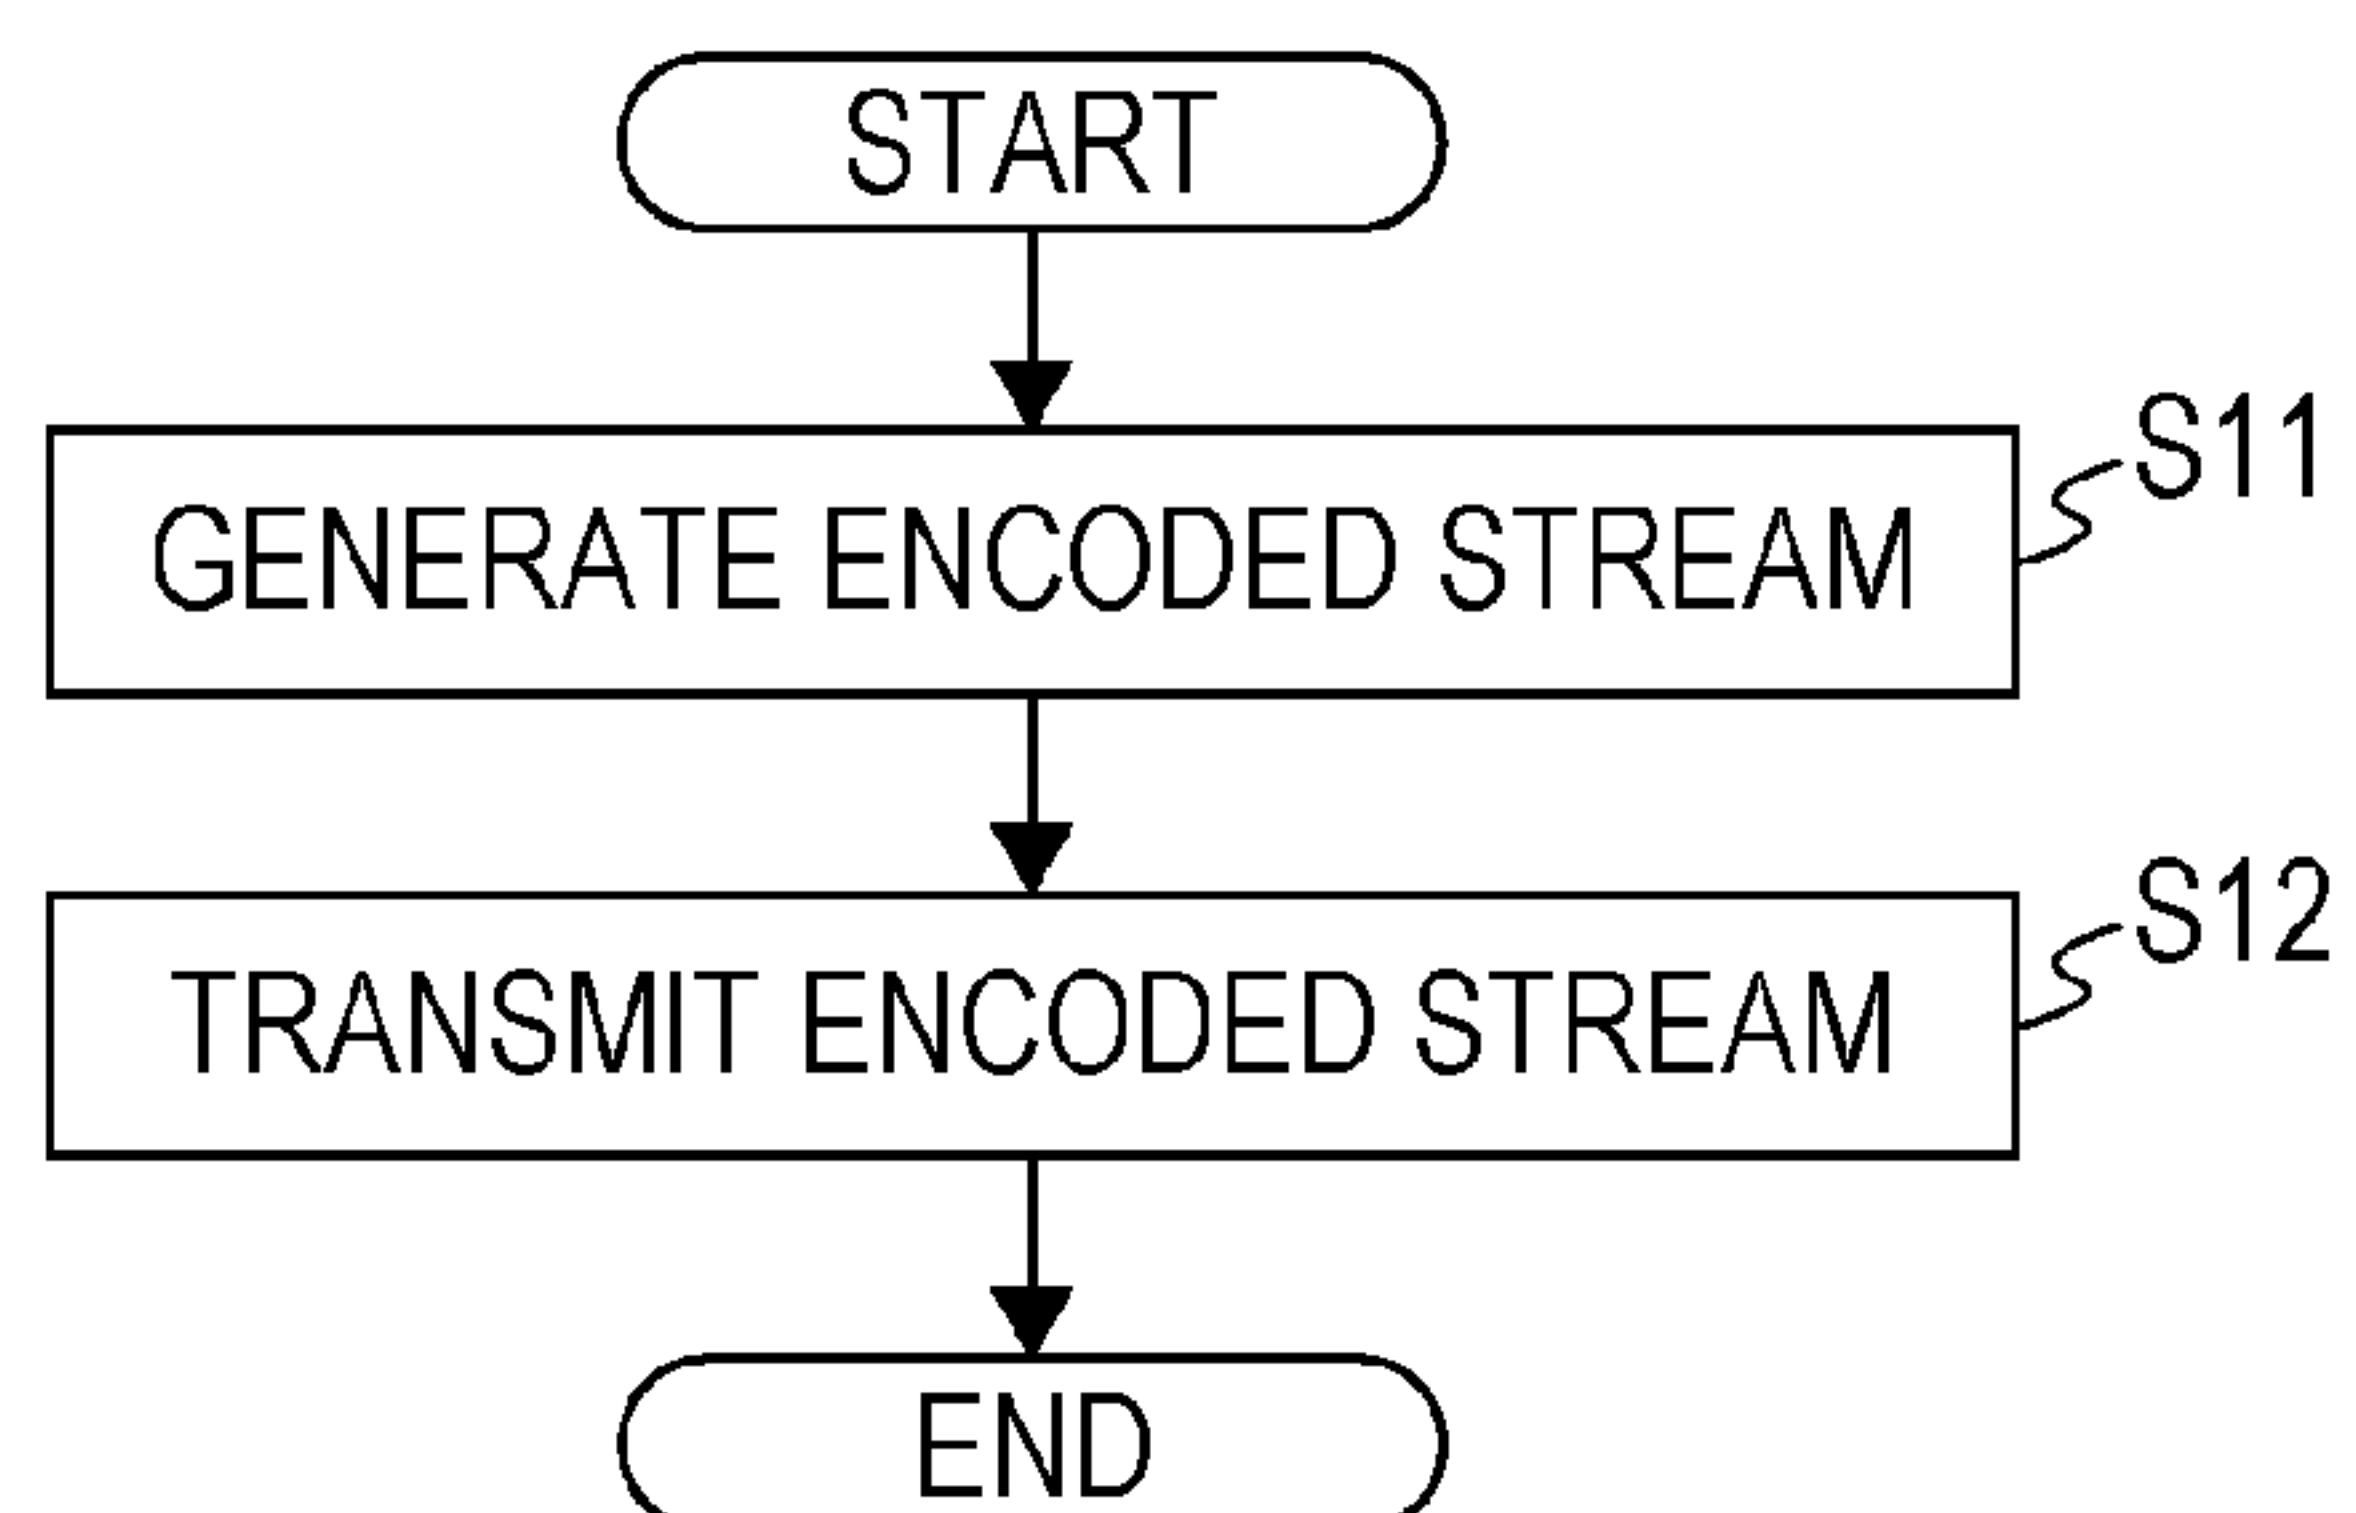 START
S11
GENERATE ENCODED STREAM
S12
TRANSMIT ENCODED STREAM
END